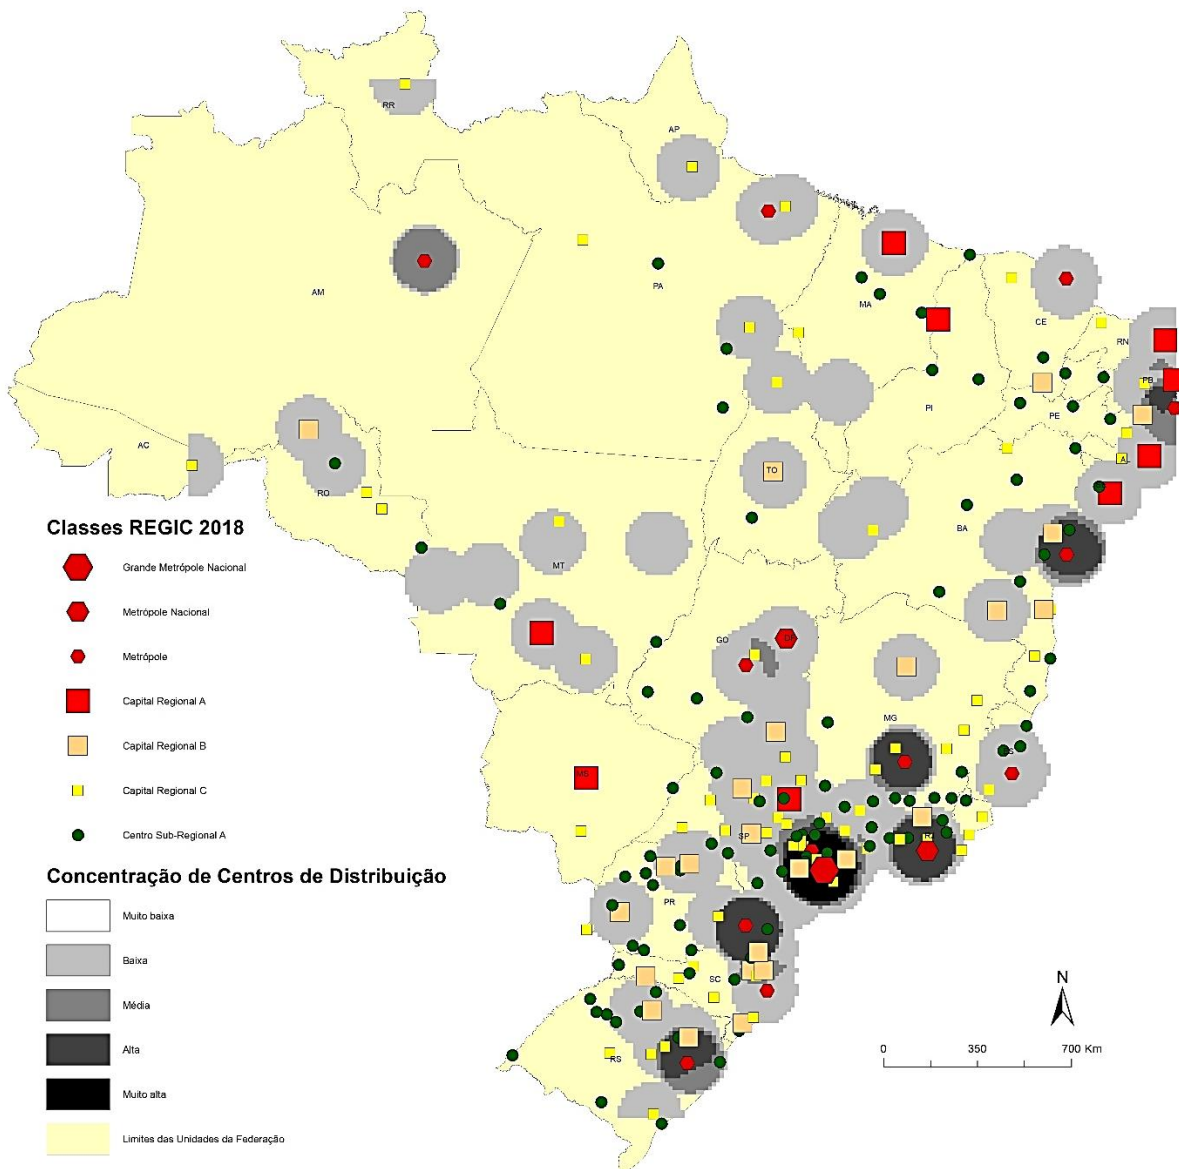 RR
AP
AM
PA
MA
CE
RN
PB
PI
PE
AC
TO
RO
BA
MT
GO
DF
MG
ES
MS
SP
RJ
PR
SC
RS
Classes REGIC 2018
Grande Metrópole Nacional
Metrópole Nacional
Metrópole
Capital Regional A
Capital Regional B
Capital Regional C
Centro Sub-Regional A
Concentração de Centros de Distribuição
Muito baixa
Baixa
Média
Alta
Muito alta
Limites das Unidades da Federação
N
0 350 700 Km